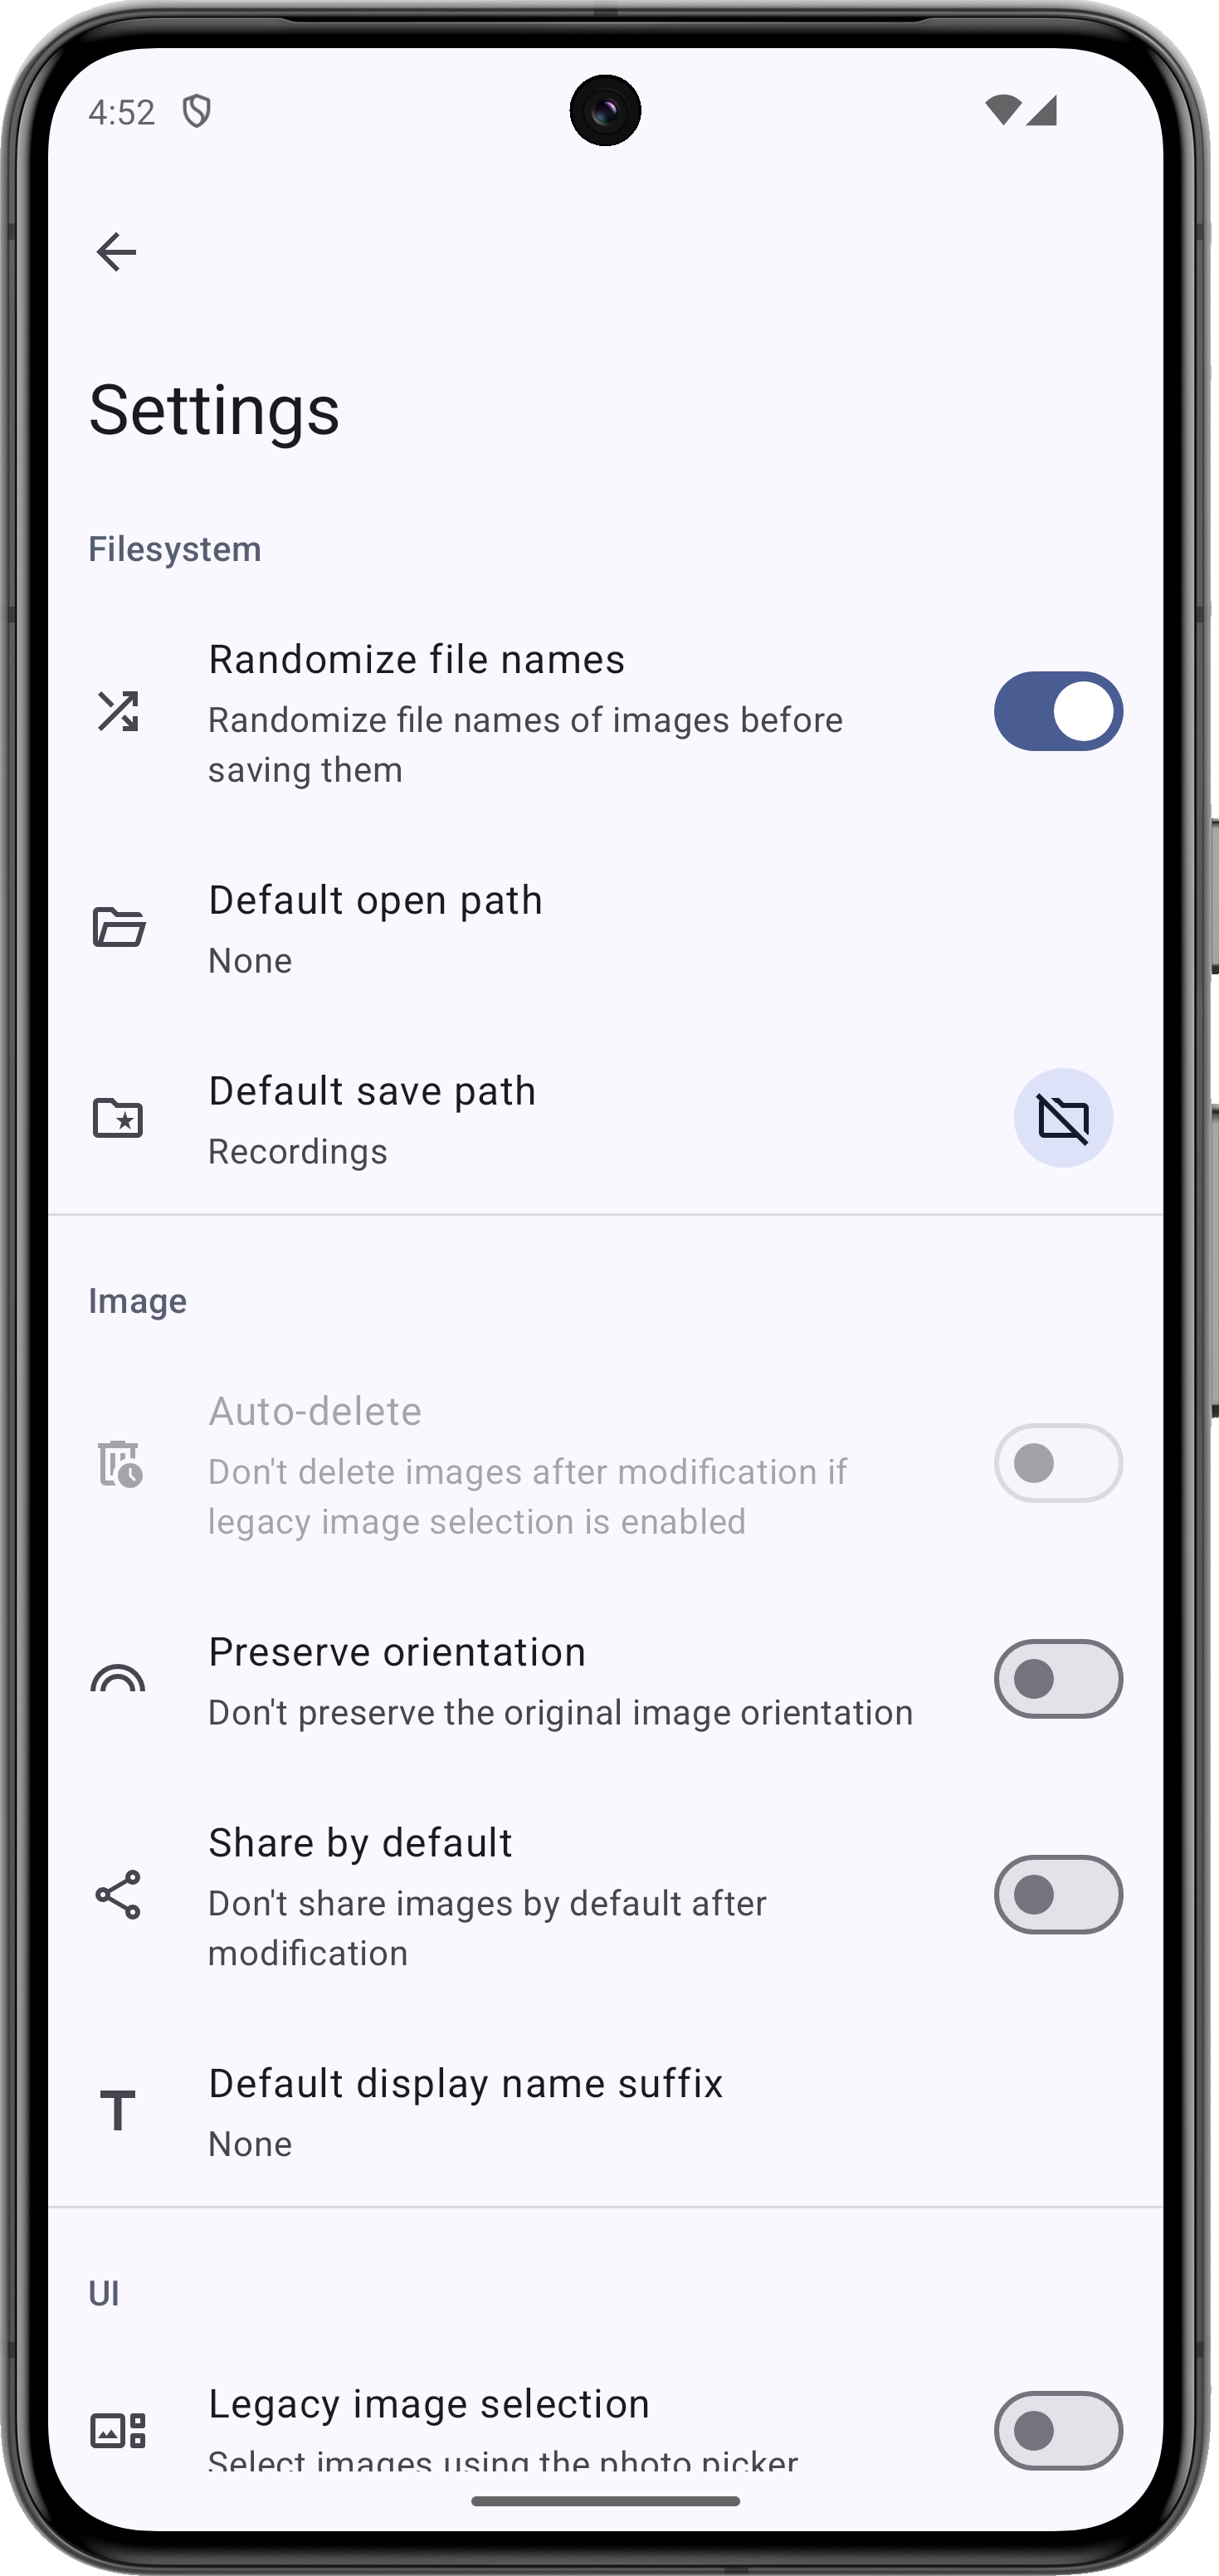 4:52
Settings
Filesystem
Randomize file names
Randomize file names of images before
saving them
Default open path
None
Default save path
Recordings
Image
Auto-delete
Don't delete images after modification if
legacy image selection is enabled
Preserve orientation
Don't preserve the original image orientation
Share by default
Don't share images by default after
modification
Default display name suffix
None
UI
Legacy image selection
Select images using the photo picker